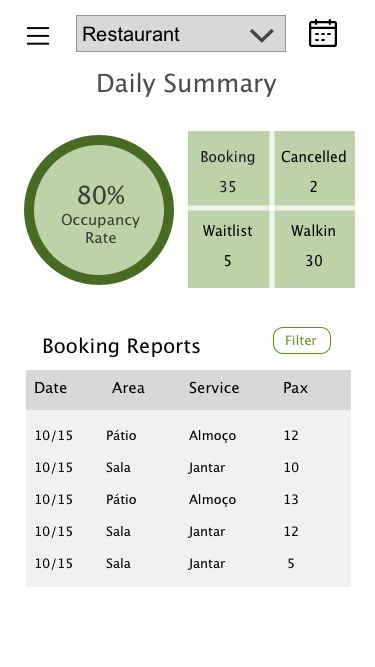 Restaurant
Daily Summary
80%
Occupancy
Rate
Booking
35
Cancelled
2
Waitlist
5
Walkin
30
Booking Reports
Filter
Date Area Service Pax
10/15 Pátio Almoço 12
10/15 Sala Jantar 10
10/15 Pátio Almoço 13
10/15 Sala Jantar 12
10/15 Sala Jantar 5